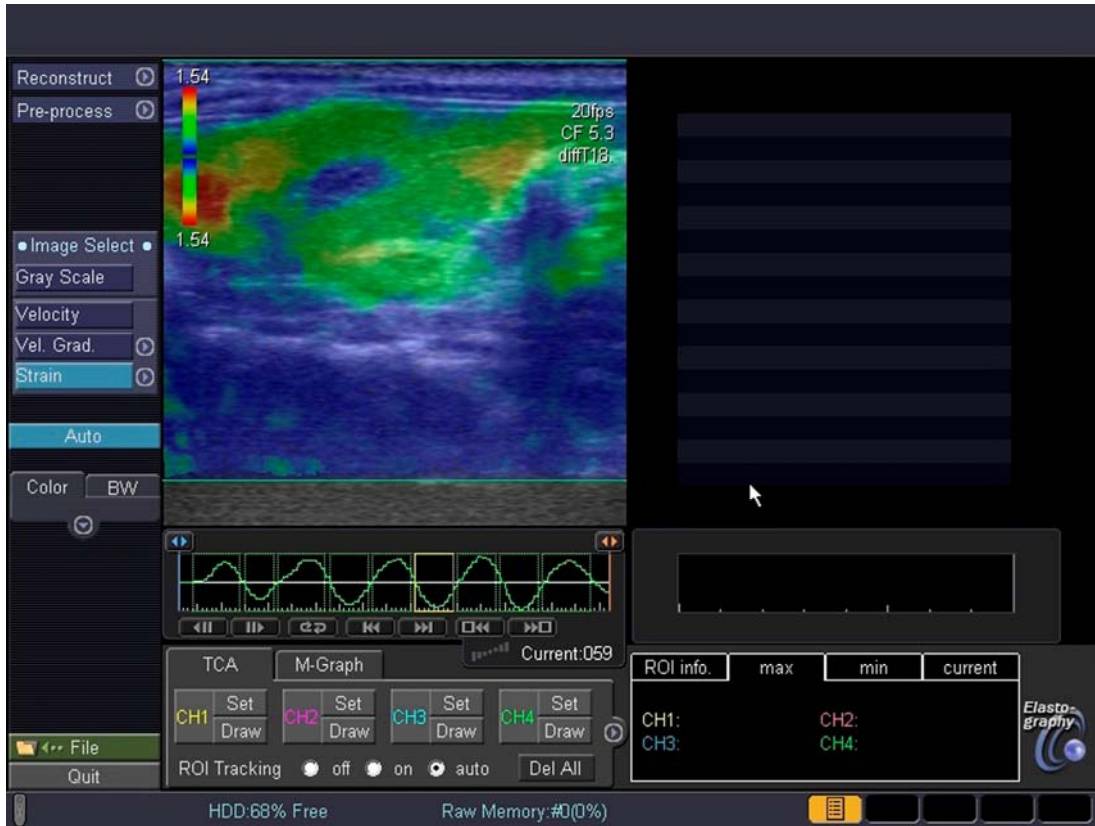 Reconstruct
Pre-process
Image Select
Gray Scale
Velocity
Vel. Grad.
Strain
Auto
Color BW
File
Quit
1.54
1.54
20fps
CF 5.3
diffT18.
Current:059
TCA M-Graph
CH1 Set Draw CH2 Set Draw CH3 Set Draw CH4 Set Draw
ROI Tracking off on auto Del All
ROI info. max min current
CH1: CH2:
CH3: CH4:
Elasto-
graphy
HDD:68% Free Raw Memory:#0(0%)